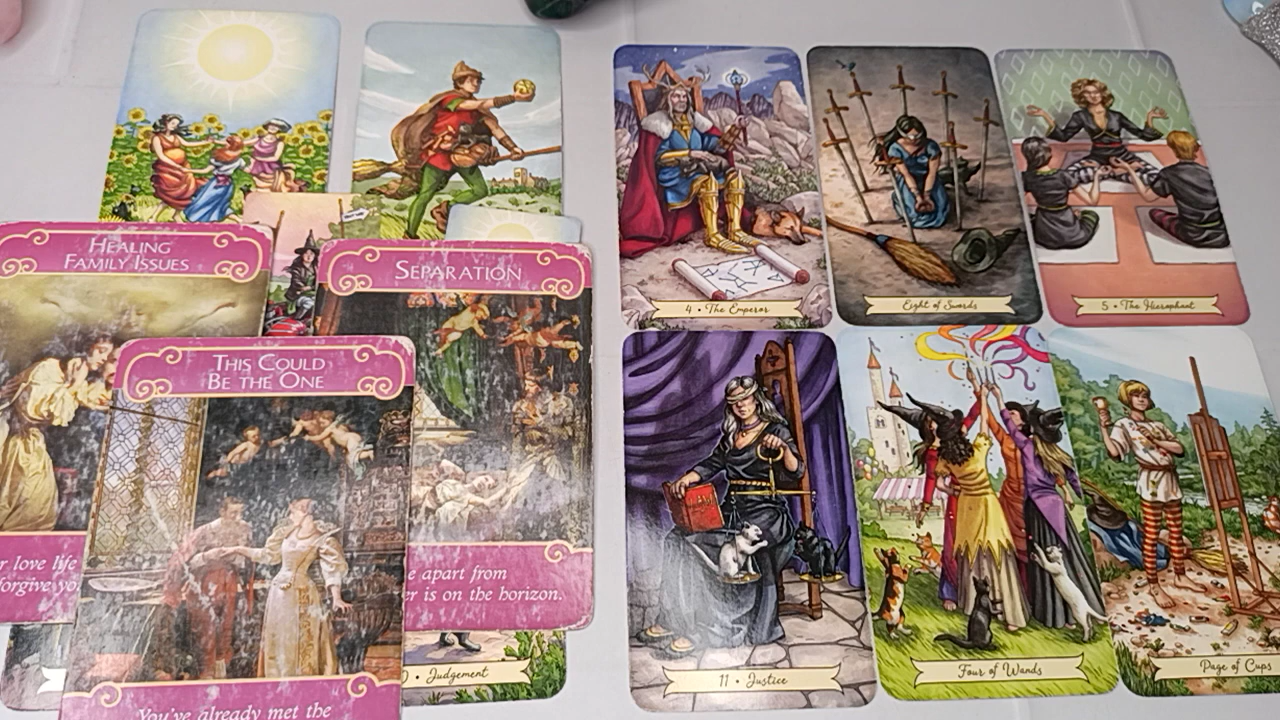 HEALING
FAMILY ISSUES
SEPARATION
THIS COULD
BE THE ONE
4 • The Emperor
Eight of Swords
5 • The Hierophant
love life
forgive
apart from
is on the horizon.
You've already met the
Judgement
11 • Justice
Four of Wands
Page of Cups